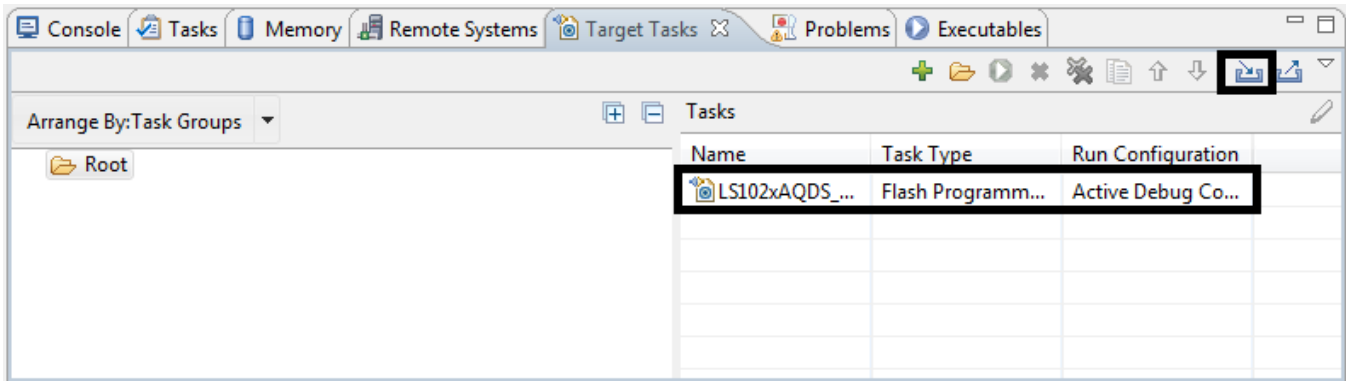 Console Tasks Memory Remote Systems Target Tasks Problems Executables
Arrange By:Task Groups
Tasks
Root
Name Task Type Run Configuration
LS102xAQDS_... Flash Programm... Active Debug Co...